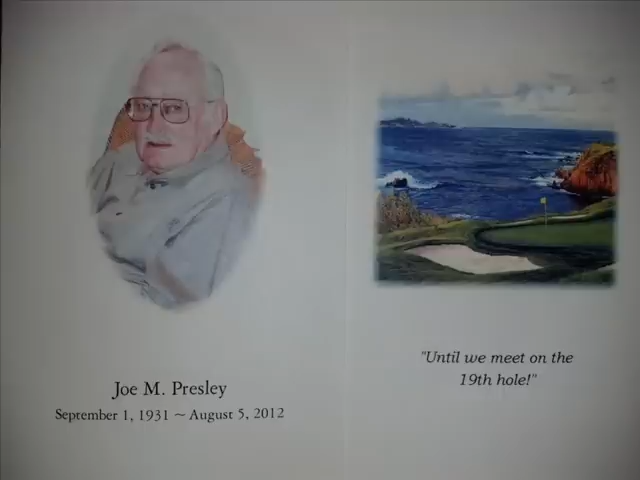 Joe M. Presley
September 1, 1931 ~ August 5, 2012
"Until we meet on the
19th hole!"